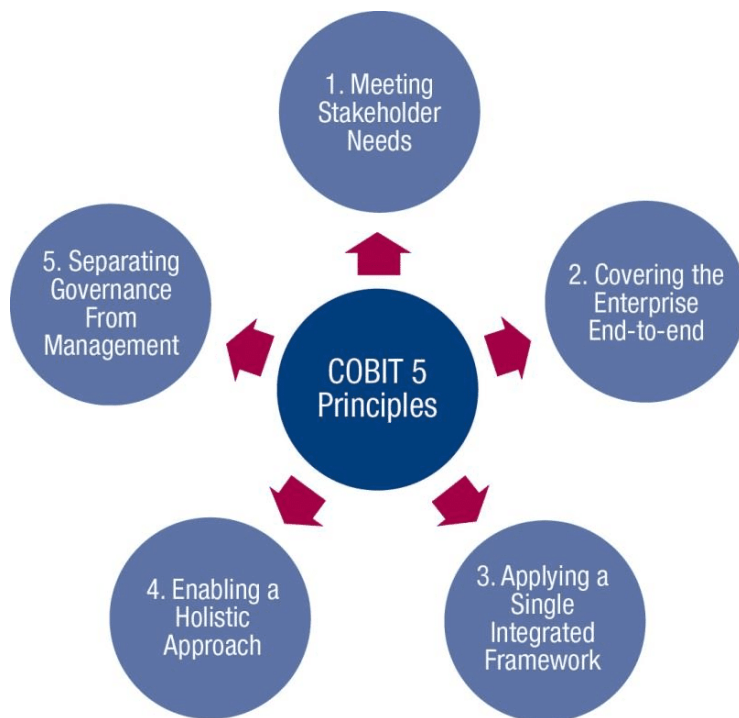 1. Meeting
Stakeholder
Needs
5. Separating
Governance
From
Management
2. Covering the
Enterprise
End-to-end
COBIT 5
Principles
4. Enabling a
Holistic
Approach
3. Applying a
Single
Integrated
Framework